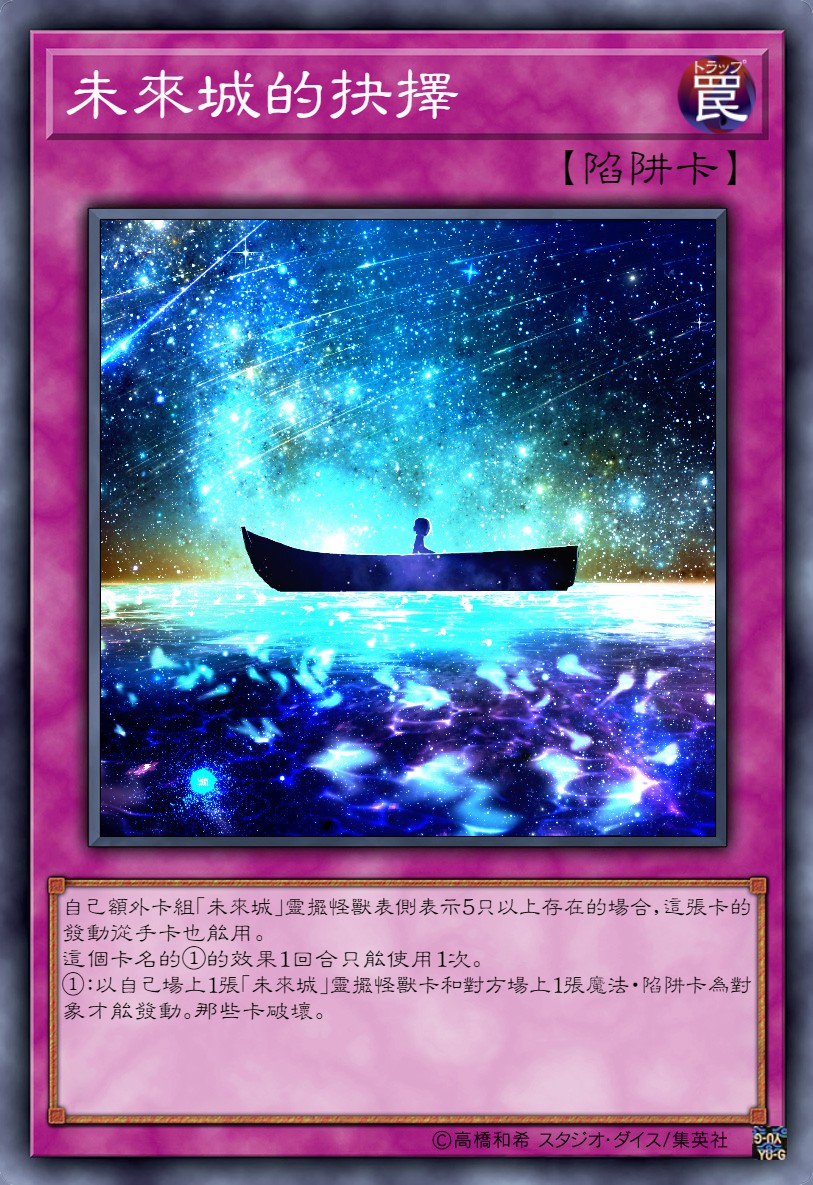 未來城的抉擇
トラップ
罠
【陷阱卡】
自己額外卡組「未來城」靈擺怪獸表側表示5只以上存在的場合,這張卡的
發動從手卡也能用。
這個卡名的①的效果1回合只能使用1次。
①:以自己場上1張「未來城」靈擺怪獸卡和對方場上1張魔法・陷阱卡為對
象才能發動。那些卡破壞。
©高橋和希 スタジオ・ダイス/集英社
YU-G